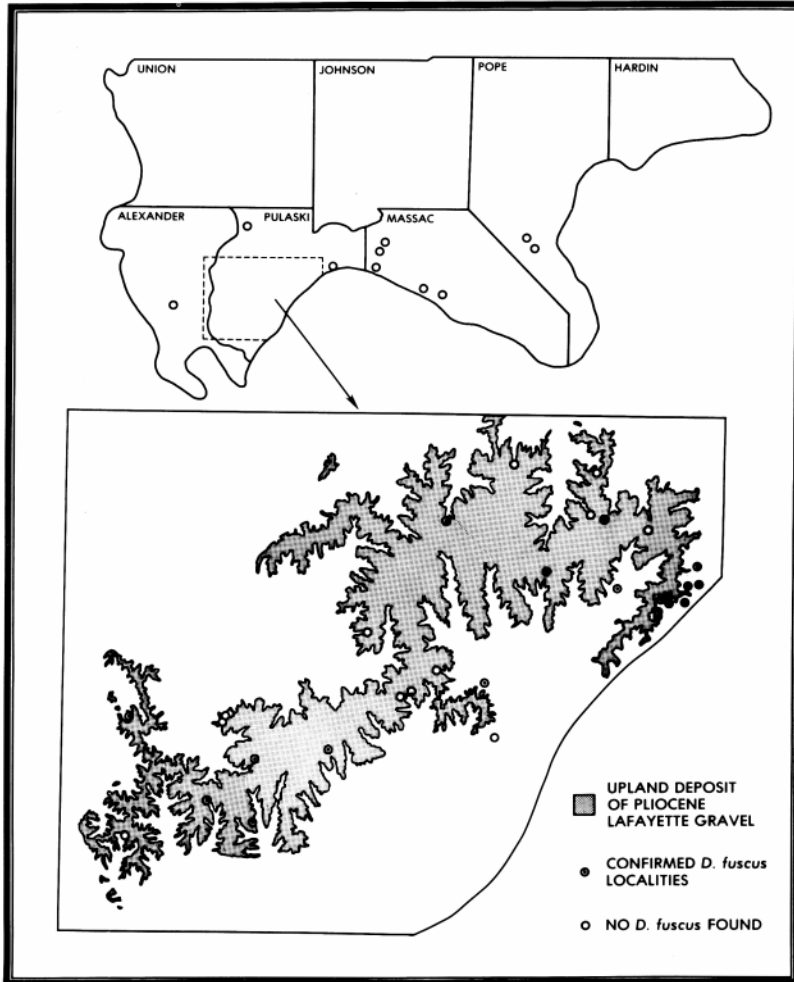 UNION
JOHNSON
POPE
HARDIN
ALEXANDER
PULASKI
MASSAC
UPLAND DEPOSIT
OF PLIOCENE
LAFAYETTE GRAVEL
CONFIRMED D. fuscus
LOCALITIES
NO D. fuscus FOUND